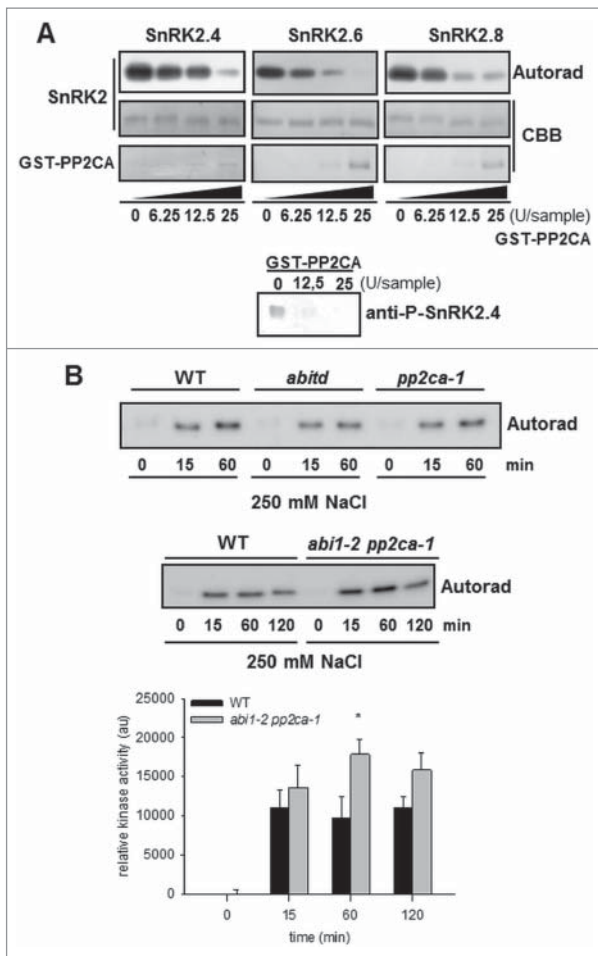 A
SnRK2.4 SnRK2.6 SnRK2.8
Autorad
SnRK2
CBB
GST-PP2CA
0 6.25 12.5 25 0 6.25 12.5 25 0 6.25 12.5 25 (U/sample)
GST-PP2CA
GST-PP2CA
0 12,5 25 (U/sample)
anti-P-SnRK2.4
B
WT abitd pp2ca-1
Autorad
0 15 60 0 15 60 0 15 60 min
250 mM NaCl
WT abi1-2 pp2ca-1
Autorad
0 15 60 120 0 15 60 120 min
250 mM NaCl
25000
WT
abi1-2 pp2ca-1
20000
*
15000
10000
5000
0
relative kinase activity (au)
0 15 60 120
time (min)